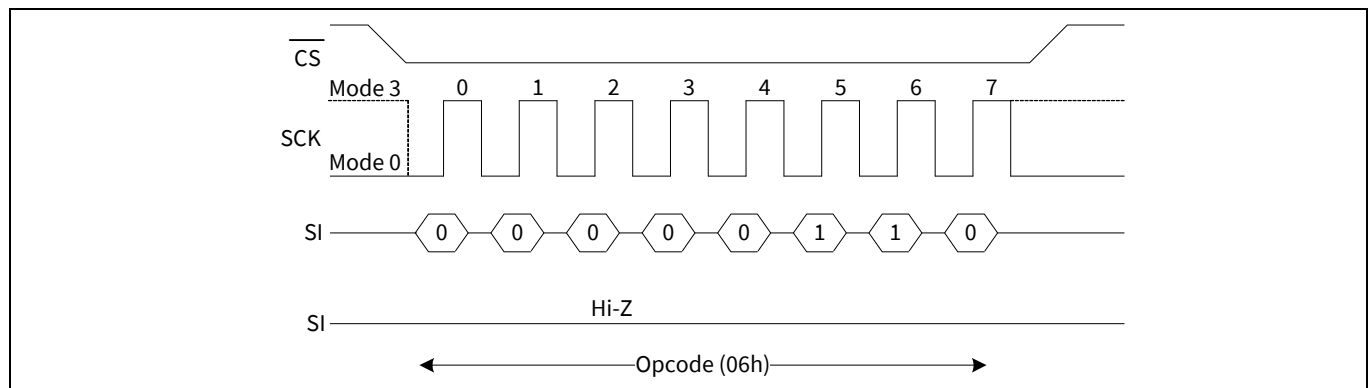 CS
Mode 3 0 1 2 3 4 5 6 7
SCK
Mode 0
SI 0 0 0 0 0 1 1 0
Hi-Z
SI
Opcode (06h)